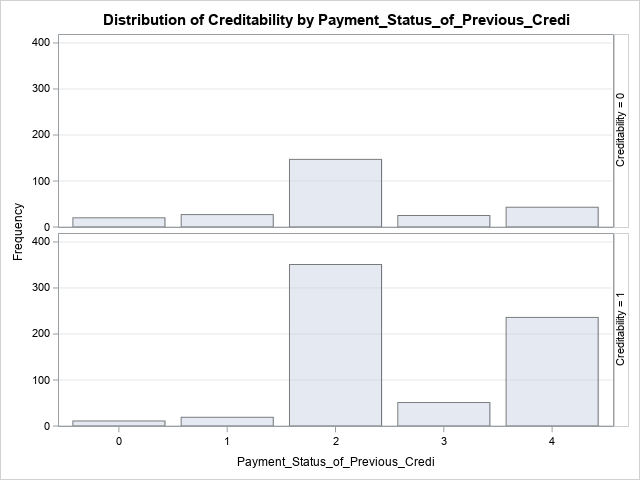 Distribution of Creditability by Payment_Status_of_Previous_Credi
400
300
200
100
0
Creditability = 0
400
300
200
100
0
Creditability = 1
Frequency
0 1 2 3 4
Payment_Status_of_Previous_Credi